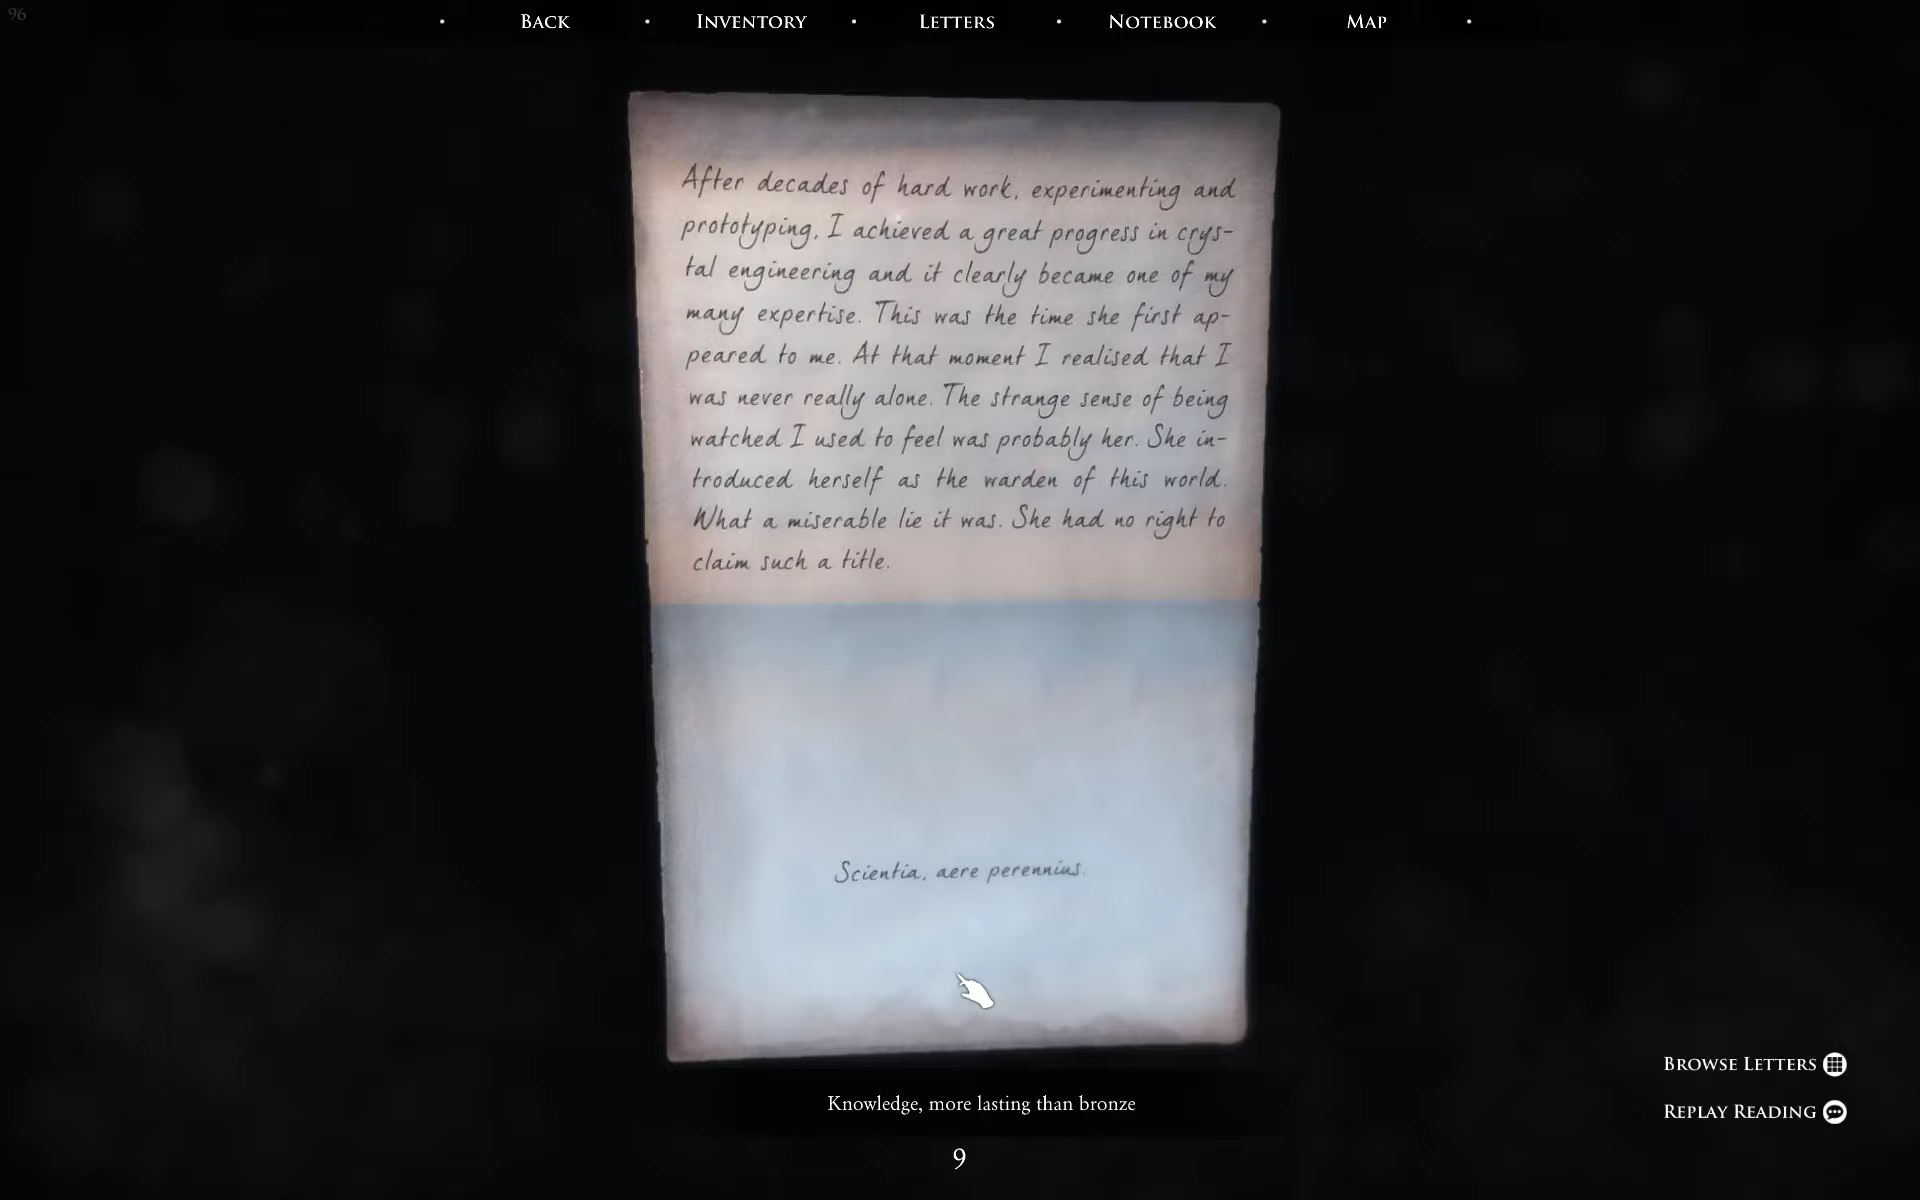 96
BACK INVENTORY LETTERS NOTEBOOK MAP
After decades of hard work, experimenting and
prototyping, I achieved a great progress in crys-
tal engineering and it clearly became one of my
many expertise. This was the time she first ap-
peared to me. At that moment I realised that I
was never really alone. The strange sense of being
watched I used to feel was probably her. She in-
troduced herself as the warden of this world.
What a miserable lie it was. She had no right to
claim such a title.
Scientia, aere perennius.
BROWSE LETTERS
Knowledge, more lasting than bronze
REPLAY READING
9